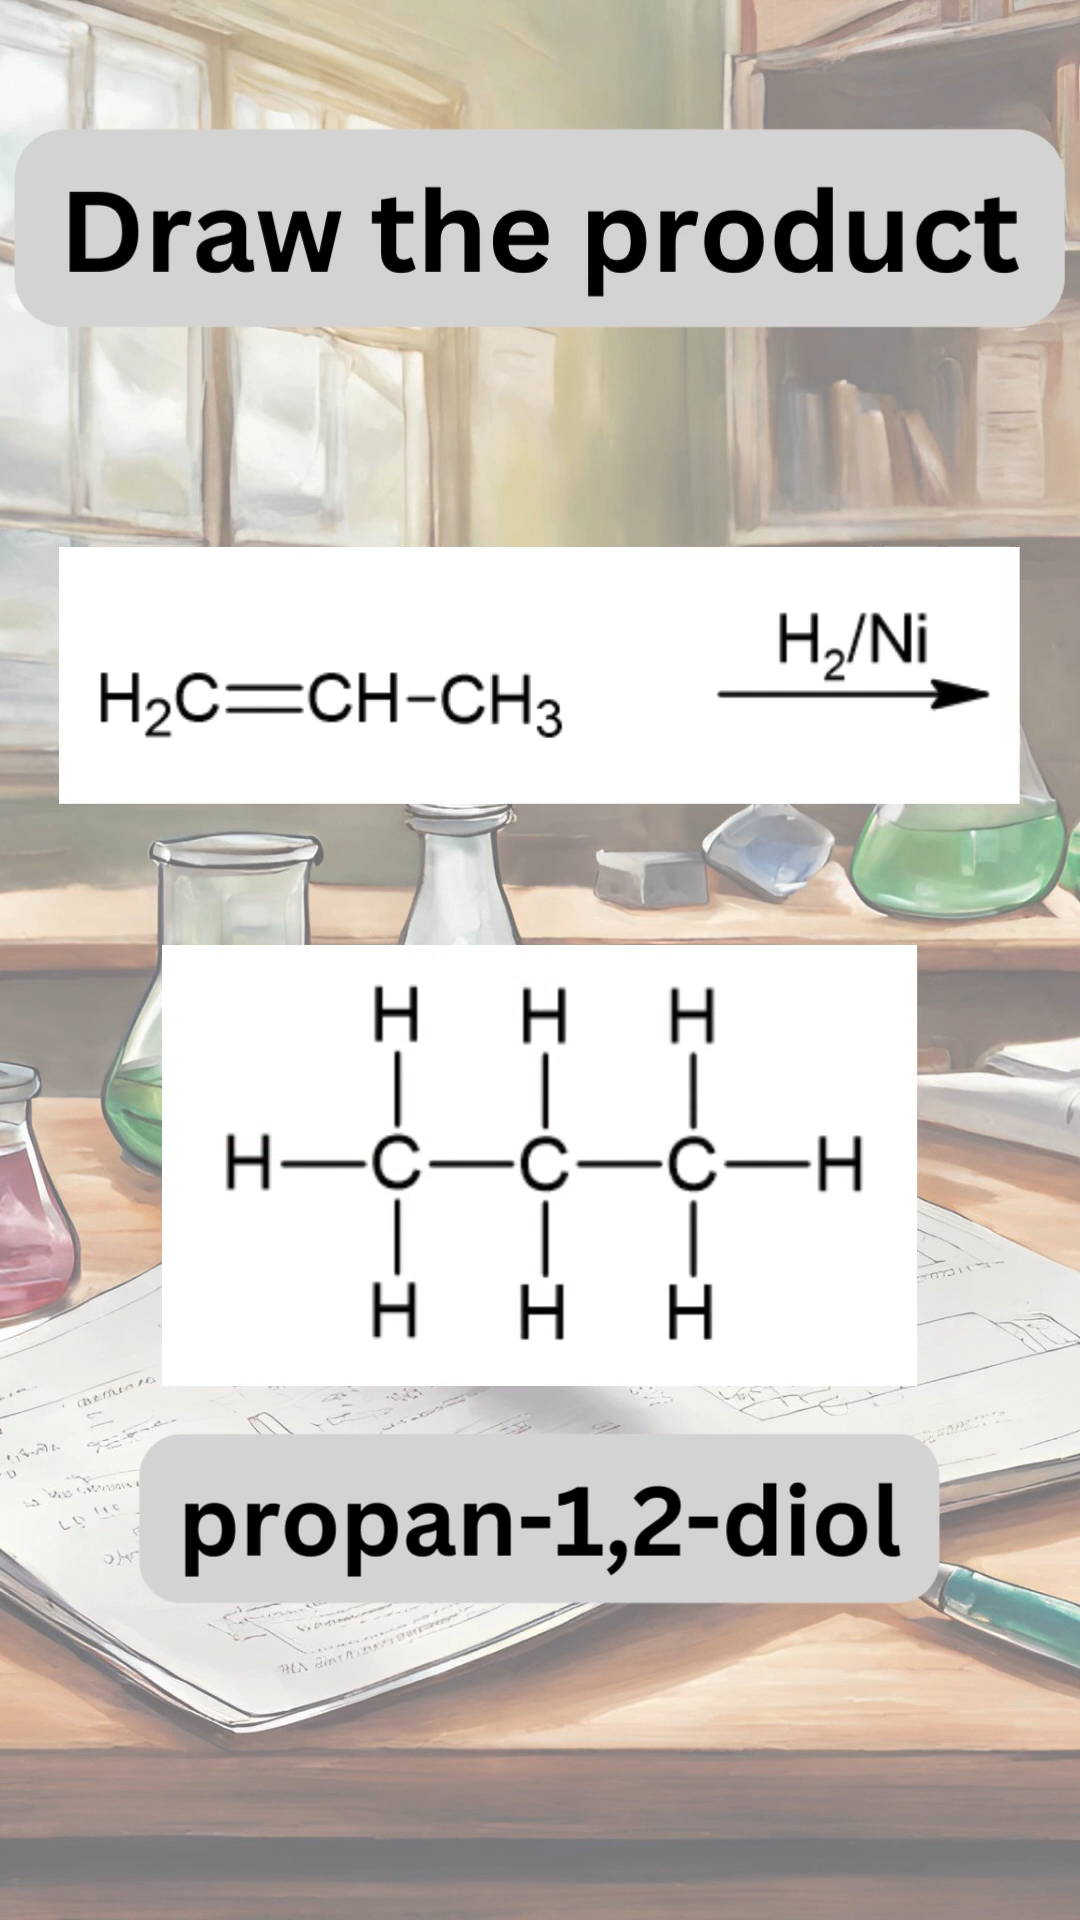 Draw the product
H₂/Ni
H₂C=CH-CH₃
H H H
H-C-C-C-H
H H H
propan-1,2-diol